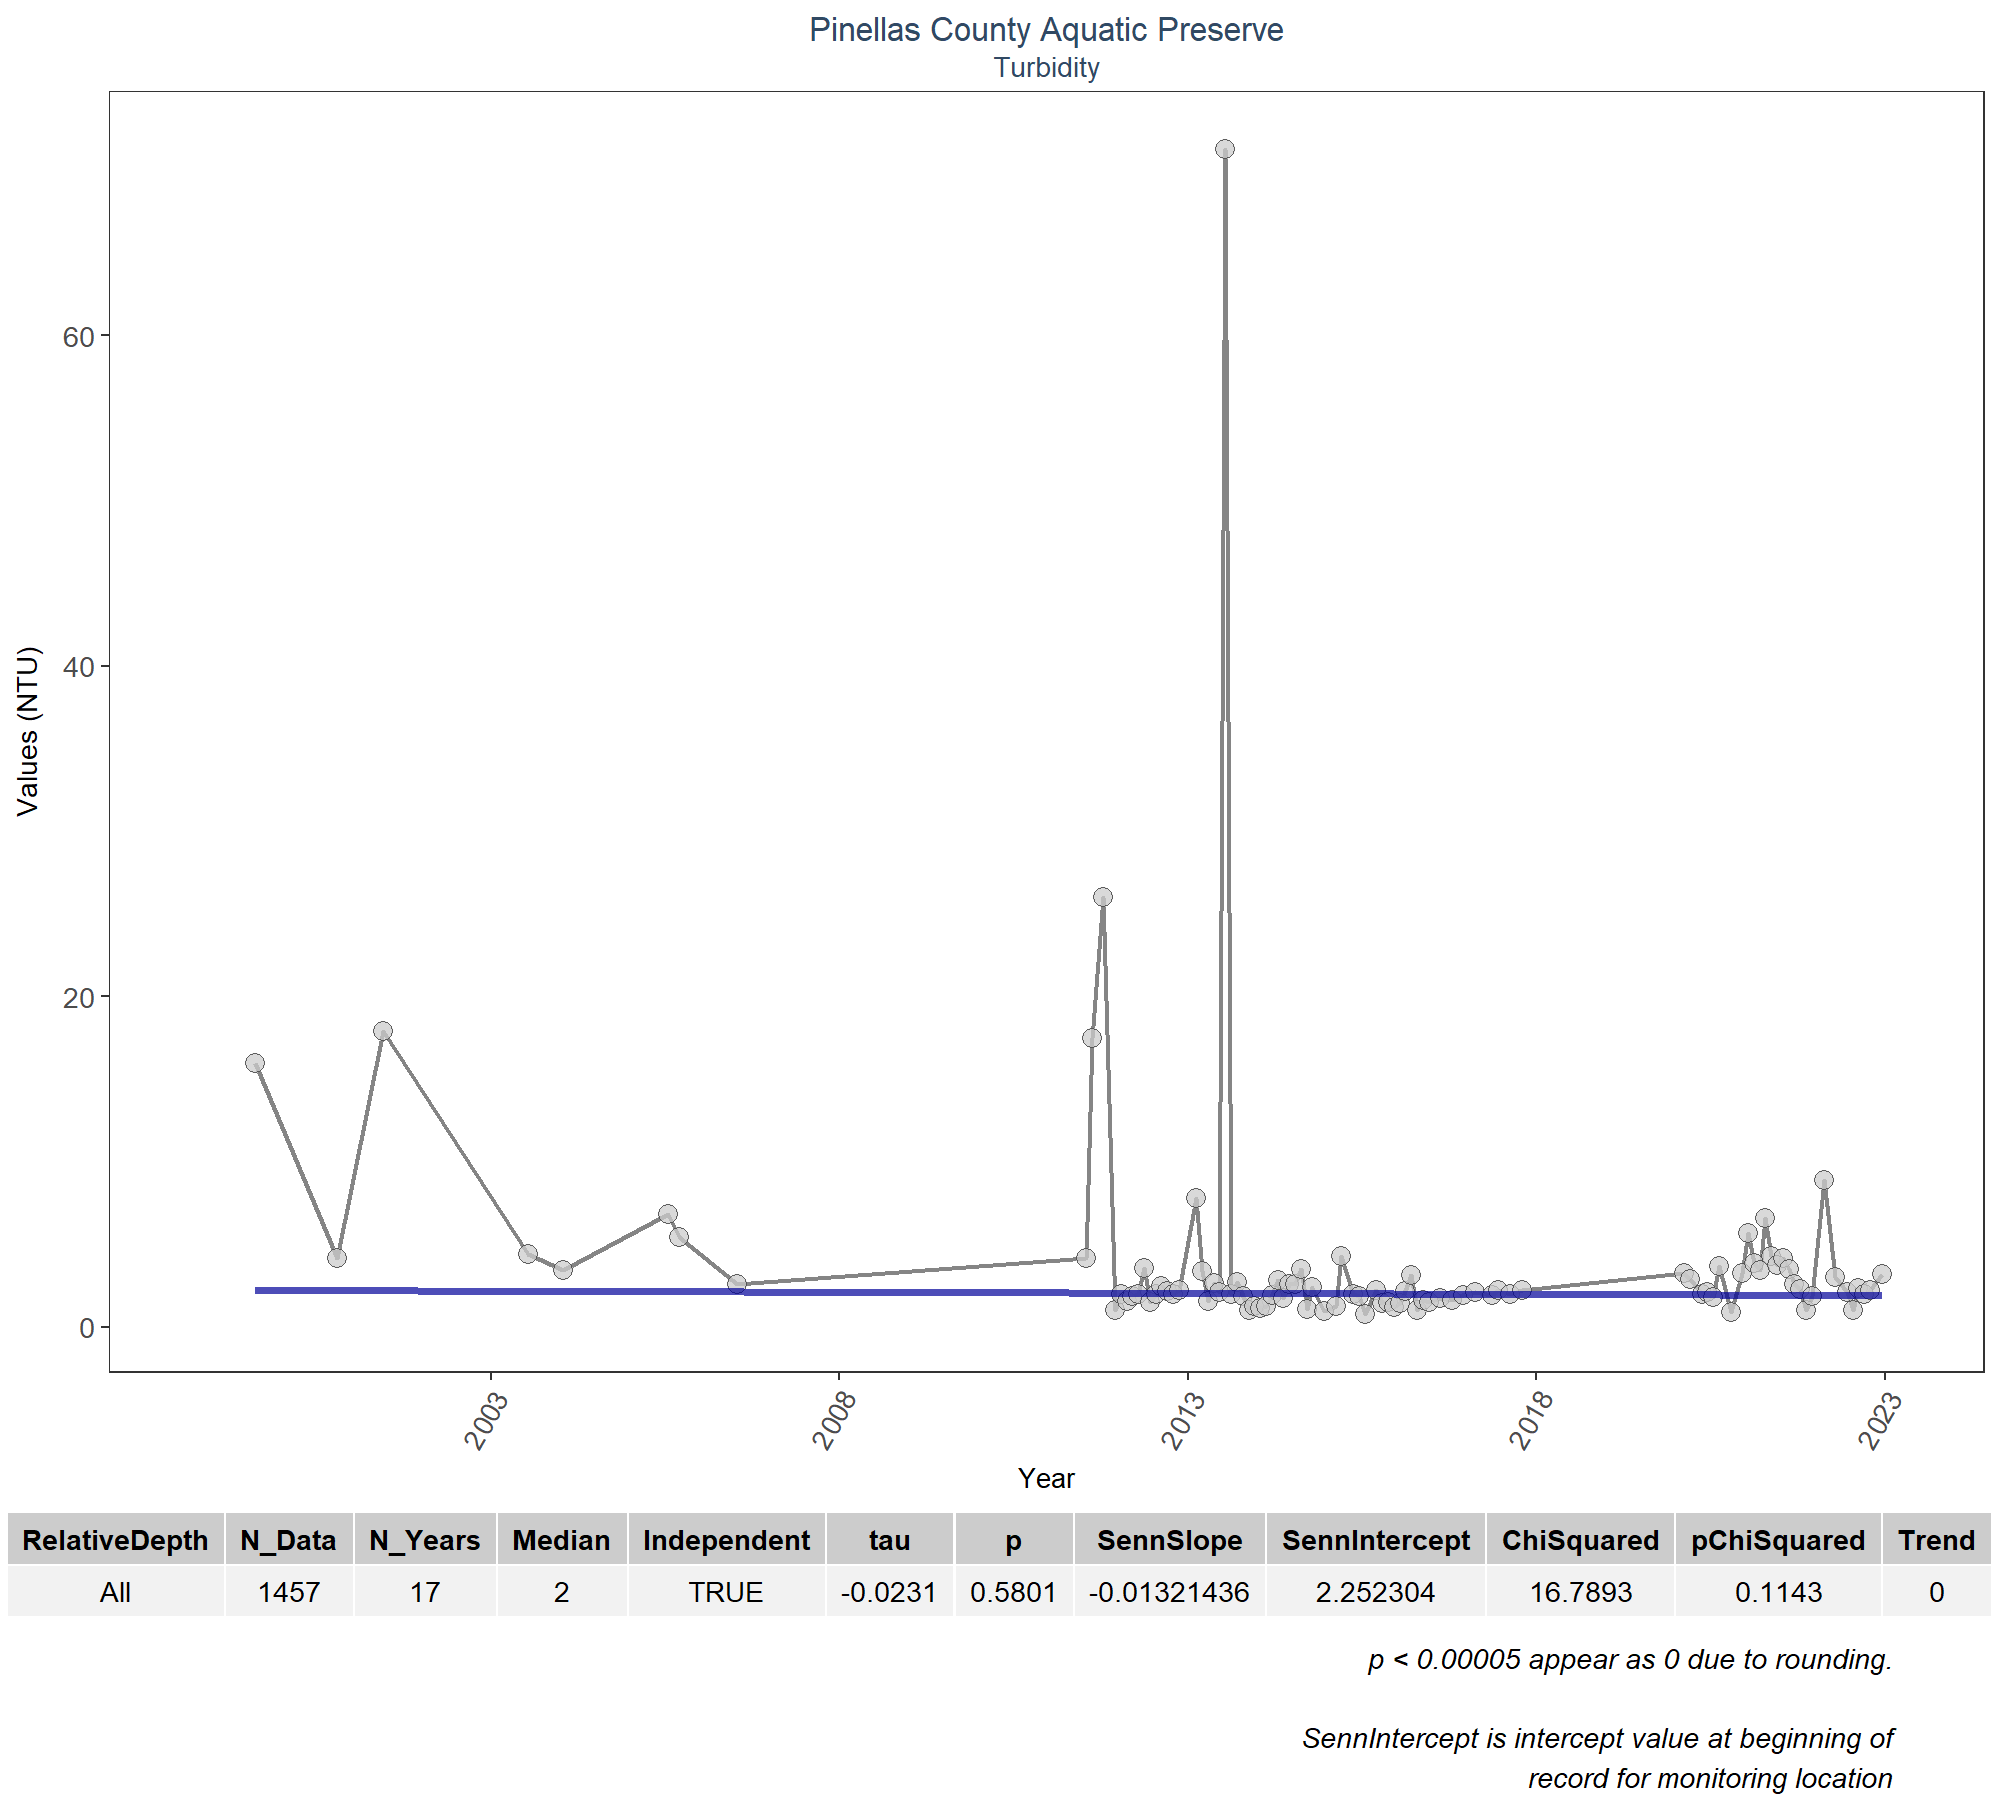 Pinellas County Aquatic Preserve
Turbidity
Values (NTU)
60
40
20
0
2003
2008
2013
2018
2023
Year
RelativeDepth N_Data N_Years Median Independent tau p SennSlope SennIntercept ChiSquared pChiSquared Trend
All 1457 17 2 TRUE -0.0231 0.5801 -0.01321436 2.252304 16.7893 0.1143 0
p < 0.00005 appear as 0 due to rounding.
SennIntercept is intercept value at beginning of
record for monitoring location